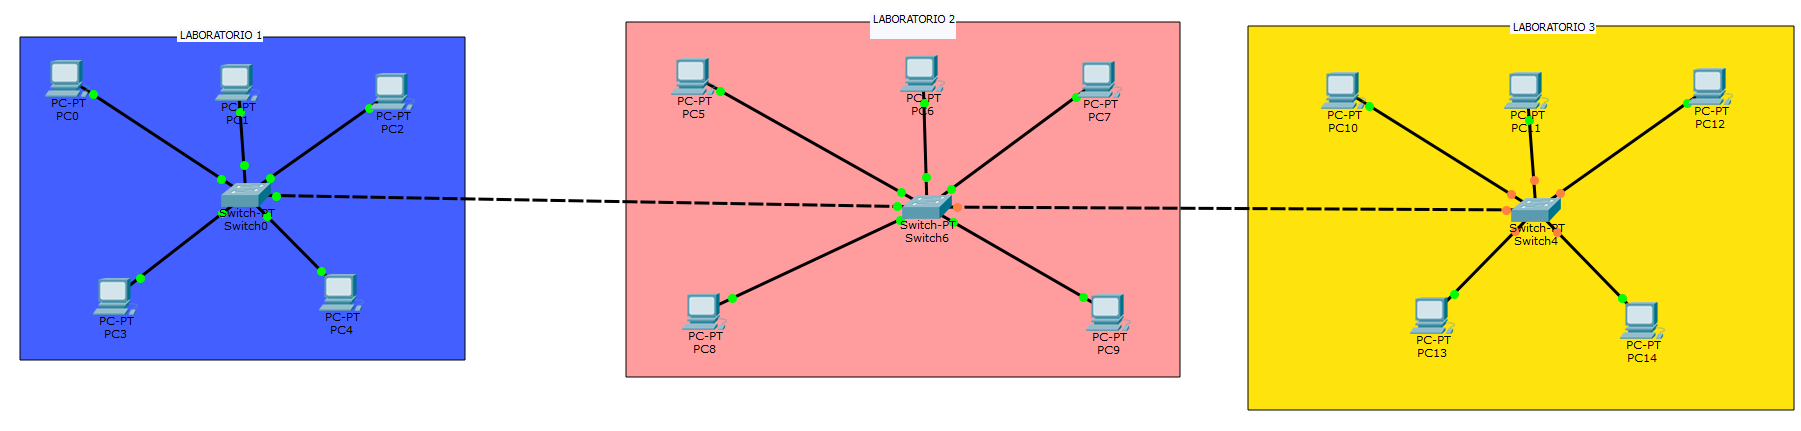 LABORATORIO 1
PC-PT
PC0
PC-PT
PC1
PC-PT
PC2
Switch-PT
Switch0
PC-PT
PC3
PC-PT
PC4
LABORATORIO 2
PC-PT
PC5
PC-PT
PC6
PC-PT
PC7
Switch-PT
Switch6
PC-PT
PC8
PC-PT
PC9
LABORATORIO 3
PC-PT
PC10
PC-PT
PC11
PC-PT
PC12
Switch-PT
Switch4
PC-PT
PC13
PC-PT
PC14